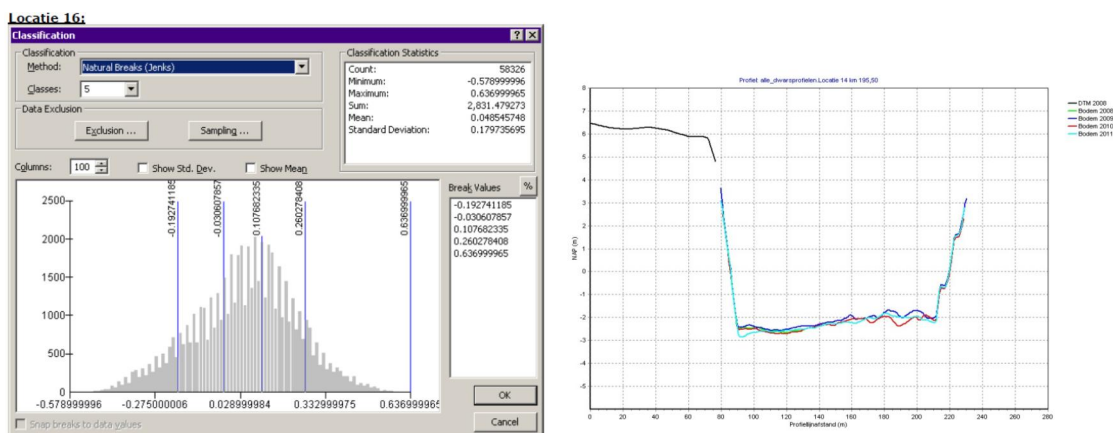 Locatie 16:
Classification
Classification
Method: Natural Breaks (Jenks)
Classes: 5
Data Exclusion
Exclusion ... Sampling ...
Classification Statistics
Count: 58326
Minimum: -0.578999996
Maximum: 0.636999965
Sum: 2,831.479273
Mean: 0.048545748
Standard Deviation: 0.179735695
Columns: 100 Show Std. Dev. Show Mean
Break Values %
-0.192741185
-0.030607857
0.107682335
0.260278408
0.636999965
2500
2000
1500
1000
500
0
-0.192741185
-0.030607857
0.107682335
0.260278408
0.636999965
-0.578999996 -0.275000006 0.028999984 0.332999975 0.636999965
Snap breaks to data values
OK
Cancel
Profiel: alle_dwarsprofielen.Locatie 14 km 195,50
DTM 2008
Bodem 2008
Bodem 2009
Bodem 2010
Bodem 2011
NAP (m)
8
7
6
5
4
3
2
1
0
-1
-2
-3
-4
-5
0 20 40 60 80 100 120 140 160 180 200 220 240 260 280
Profiellijnafstand (m)